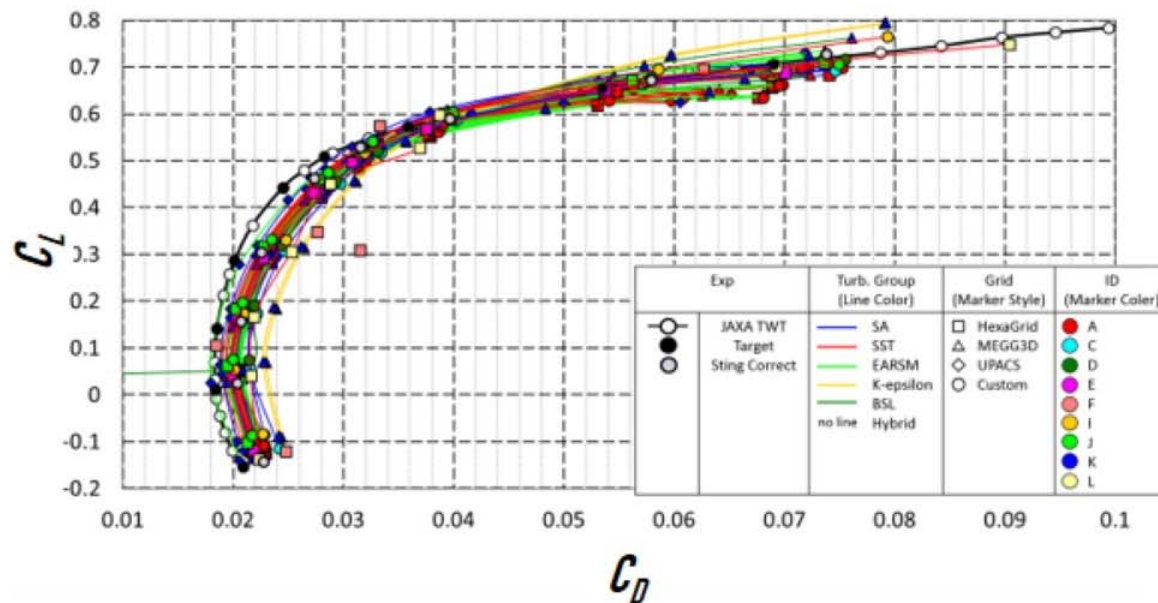 0.8
0.7
0.6
0.5
0.4
0.3
0.2
0.1
0
-0.1
-0.2
C_L
0.01 0.02 0.03 0.04 0.05 0.06 0.07 0.08 0.09 0.1
C_D
Exp
JAXA TWT
Target
Sting Correct
Turb. Group
(Line Color)
SA
SST
EARSM
K-epsilon
BSL
no line Hybrid
Grid
(Marker Style)
HexaGrid
MEGG3D
UPACS
Custom
ID
(Marker Coler)
A
C
D
E
F
I
J
K
L